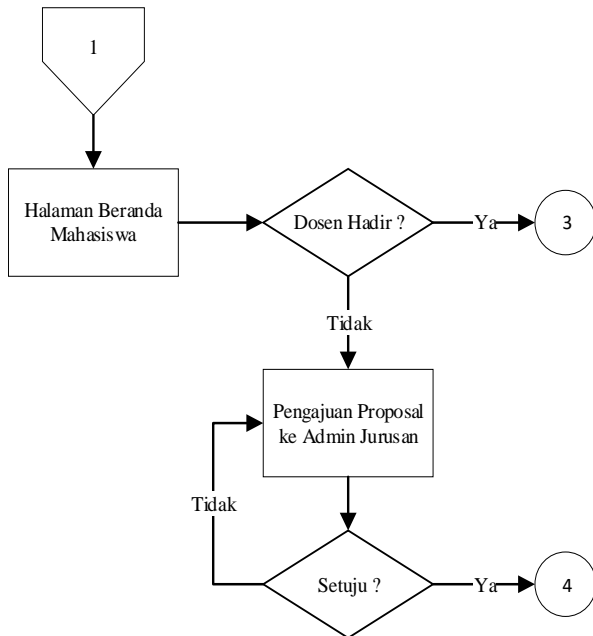 1
Halaman Beranda
Mahasiswa
Dosen Hadir ?
Ya
3
Tidak
Pengajuan Proposal
ke Admin Jurusan
Tidak
Setuju ?
Ya
4